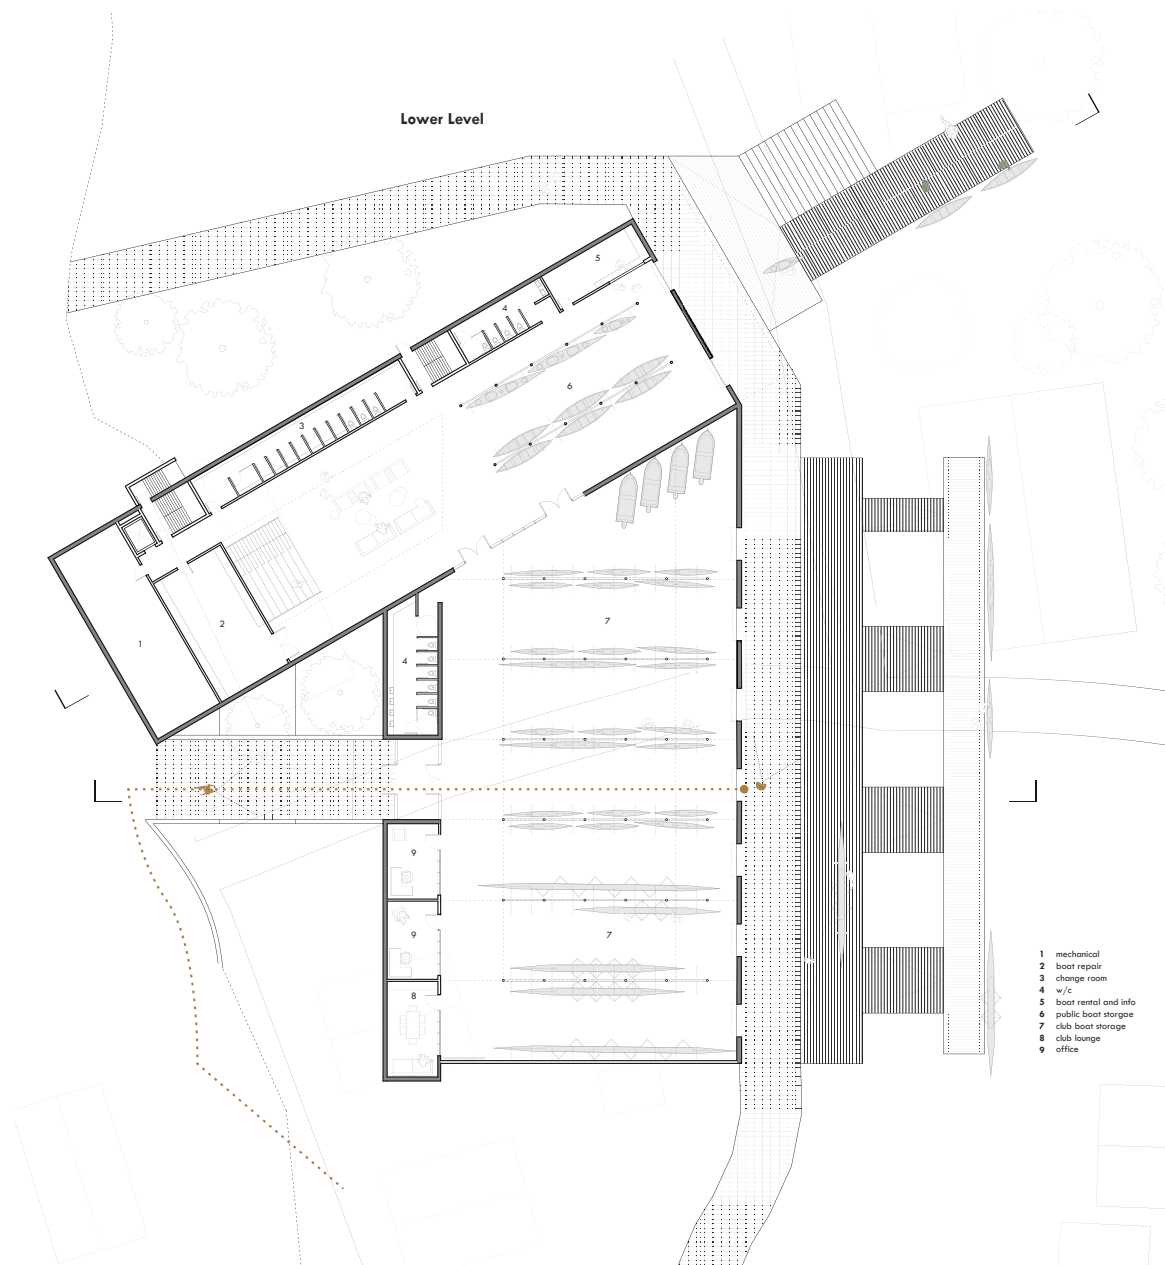 Lower Level
5
4
6
3
7
2
1
4
9
9
7
8
1 mechanical
2 boat repair
3 change room
4 w/c
5 boat rental and info
6 public boat storgae
7 club boat storage
8 club lounge
9 office